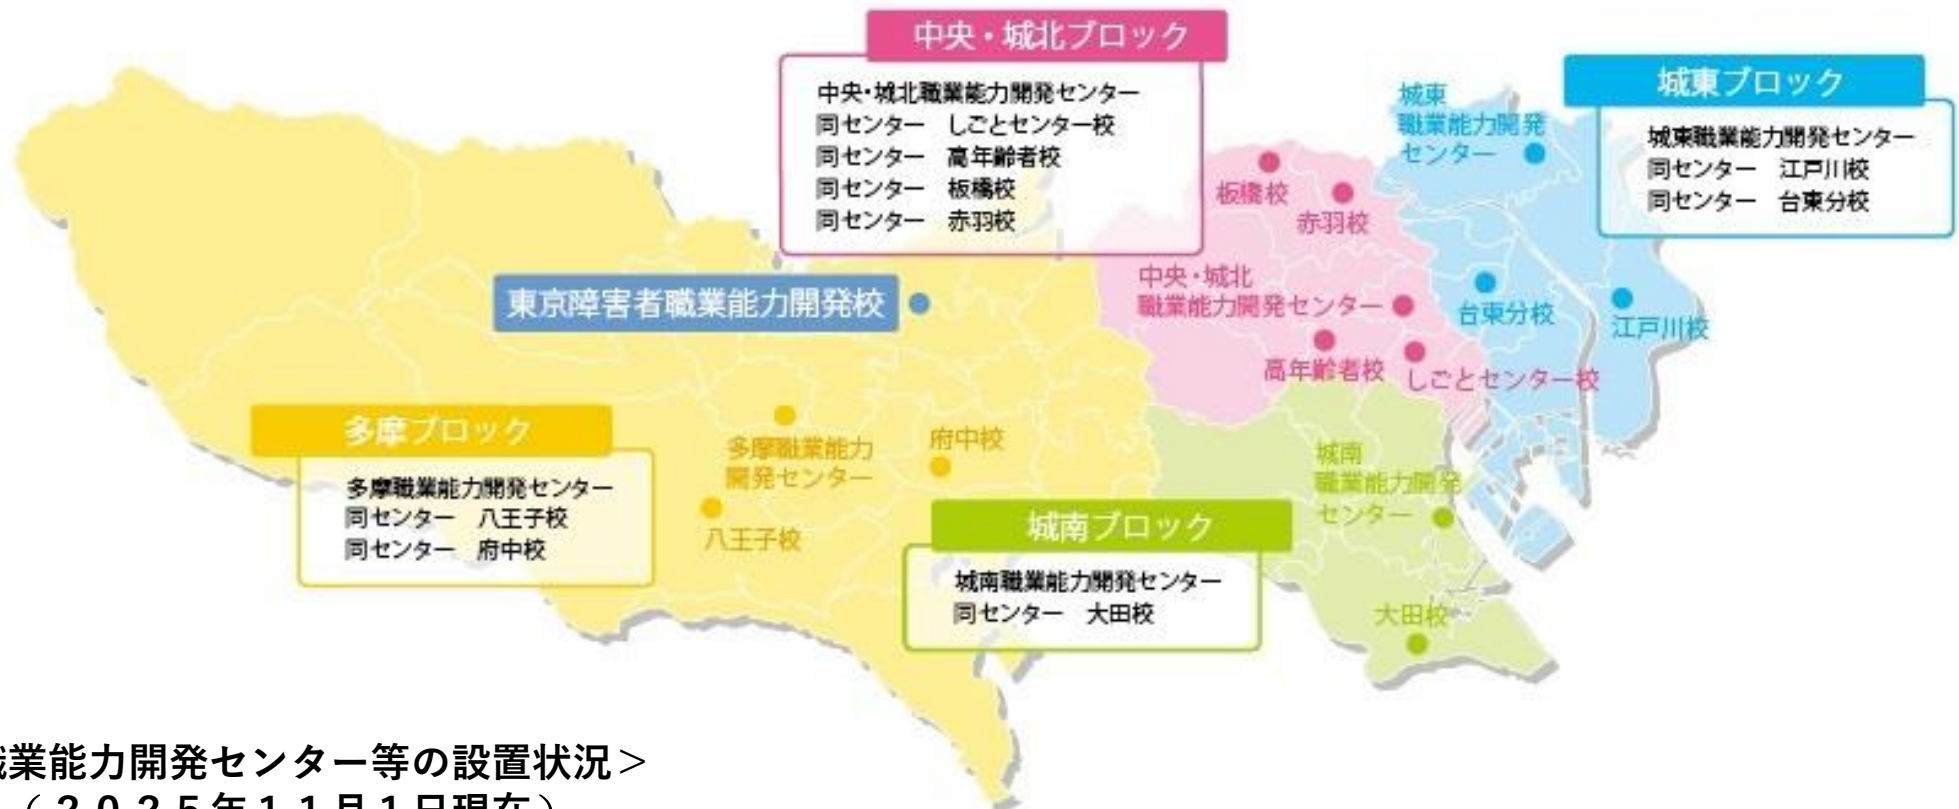 中央・城北ブロック
中央・城北職業能力開発センター
同センター　しごとセンター校
同センター　高年齢者校
同センター　板橋校
同センター　赤羽校
城東ブロック
城東職業能力開発センター
同センター　江戸川校
同センター　台東分校
城東
職業能力開発
センター
板橋校
赤羽校
中央・城北
職業能力開発センター
高年齢者校
しごとセンター校
台東分校
江戸川校
東京障害者職業能力開発校
多摩ブロック
多摩職業能力開発センター
同センター　八王子校
同センター　府中校
多摩職業能力
開発センター
府中校
八王子校
城南ブロック
城南職業能力開発センター
同センター　大田校
城南
職業能力開発
センター
大田校
職業能力開発センター等の設置状況＞
（２０２５年１１月１日現在）